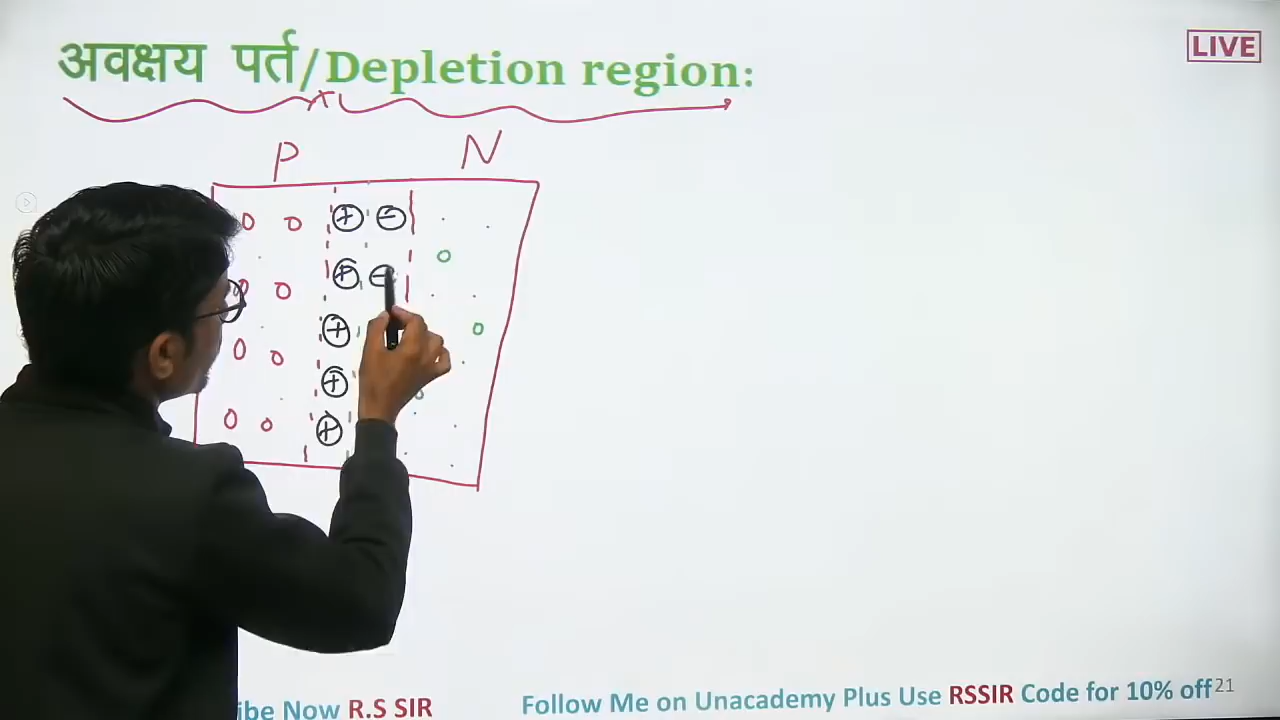 अवक्षय पर्त/Depletion region:
LIVE
P N
+ −
+ −
+
+
+
ibe Now R.S SIR
Follow Me on Unacademy Plus Use RSSIR Code for 10% off 21